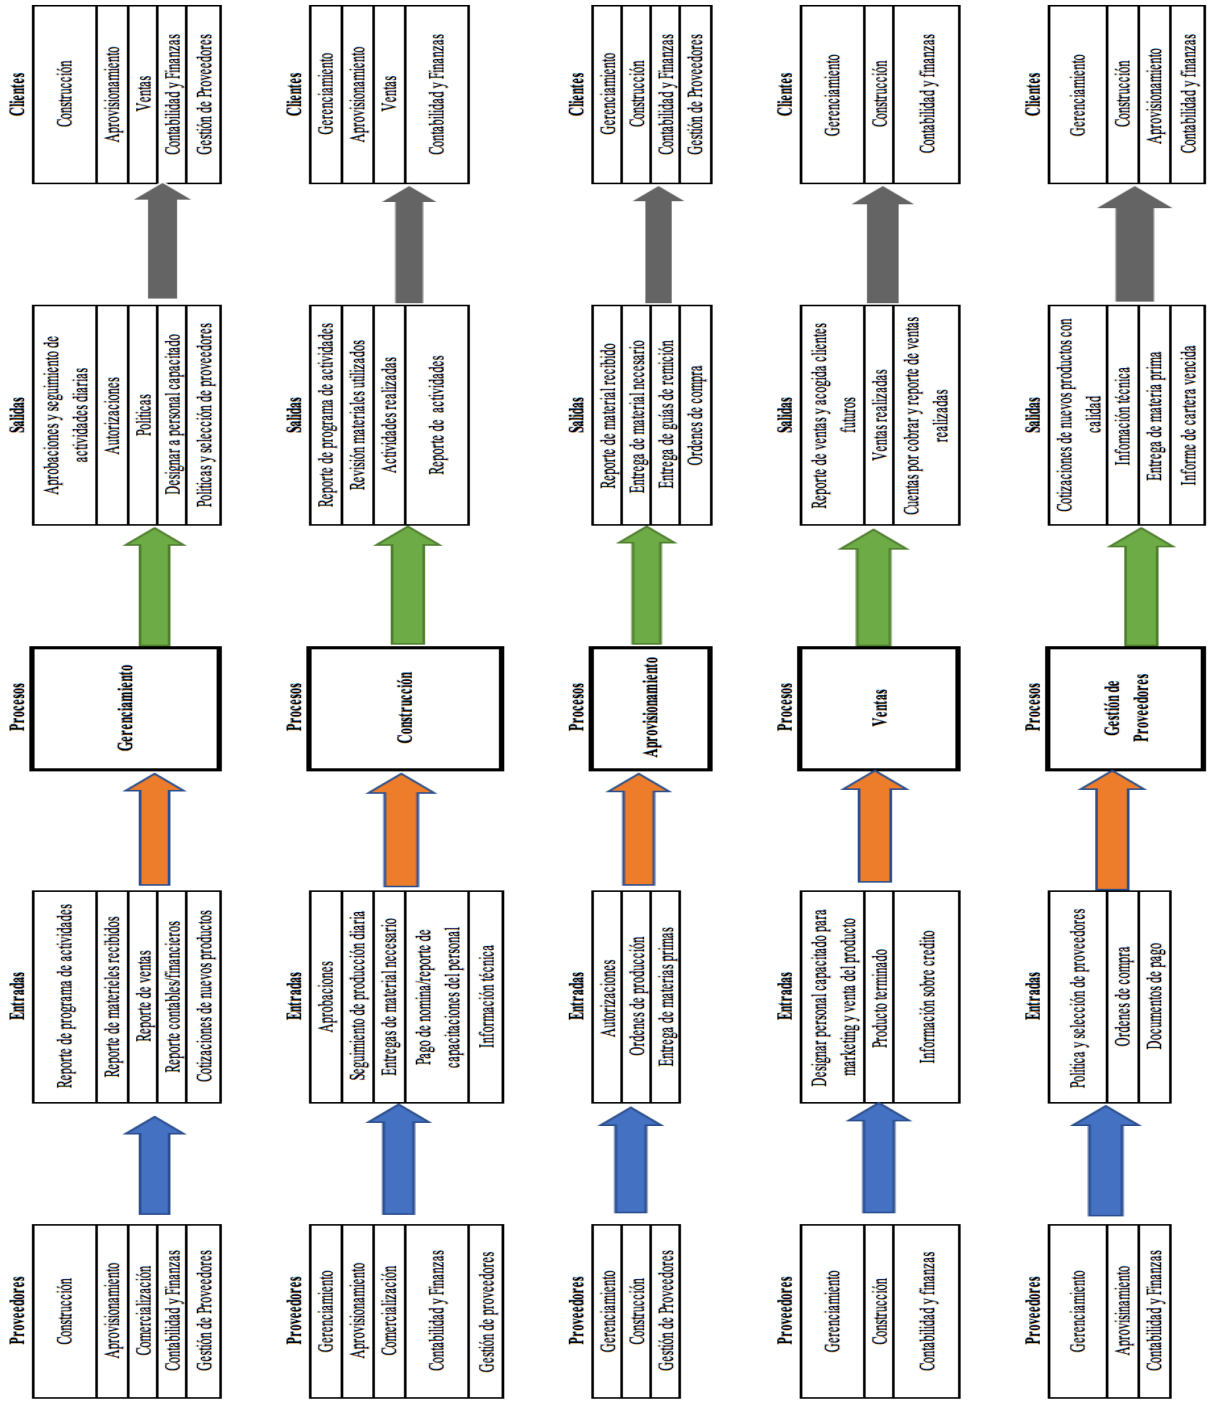 Proveedores
Entradas
Procesos
Salidas
Clientes
Construcción
Aprovisionamiento
Comercialización
Contabilidad y Finanzas
Gestión de Proveedores
Reporte de programa de actividades
Reporte de materieles recibidos
Reporte de ventas
Reporte contables/financieros
Cotizaciones de nuevos productos
Gerenciamiento
Aprobaciones y seguimiento de
actividades diarias
Autorizaciones
Políticas
Designar a personal capacitado
Políticas y selección de proveedores
Construcción
Aprovisionamiento
Ventas
Contabilidad y Finanzas
Gestión de Proveedores
Proveedores
Entradas
Procesos
Salidas
Clientes
Gerenciamiento
Aprovisionamiento
Comercialización
Contabilidad y Finanzas
Gestión de proveedores
Aprobaciones
Seguimiento de producción diaria
Entregas de material necesario
Pago de nomina/reporte de
capacitaciones del personal
Información técnica
Construcción
Reporte de programa de actividades
Revisión materiales utilizados
Actividades realizadas
Reporte de actividades
Gerenciamiento
Aprovisionamiento
Ventas
Contabilidad y Finanzas
Proveedores
Entradas
Procesos
Salidas
Clientes
Gerenciamiento
Construcción
Gestión de Proveedores
Autorizaciones
Ordenes de producción
Entrega de materias primas
Aprovisionamiento
Reporte de material recibido
Entrega de material necesario
Entrega de guías de remición
Ordenes de compra
Gerenciamiento
Construcción
Contabilidad y Finanzas
Gestión de Proveedores
Proveedores
Entradas
Procesos
Salidas
Clientes
Gerenciamiento
Construcción
Contabilidad y finanzas
Designar personal capacitado para
marketing y venta del producto
Producto terminado
Información sobre credito
Ventas
Reporte de ventas y acogida clientes
futuros
Ventas realizadas
Cuentas por cobrar y reporte de ventas
realizadas
Gerenciamiento
Construcción
Contabilidad y finanzas
Proveedores
Entradas
Procesos
Salidas
Clientes
Gerenciamiento
Aprovisinamiento
Contabilidad y Finanzas
Política y selección de proveedores
Ordenes de compra
Documentos de pago
Gestión de
Proveedores
Cotizaciones de nuevos productos con
calidad
Infomación técnica
Entrega de materia prima
Informe de cartera vencida
Gerenciamiento
Construcción
Aprovisionamiento
Contabilidad y finanzas